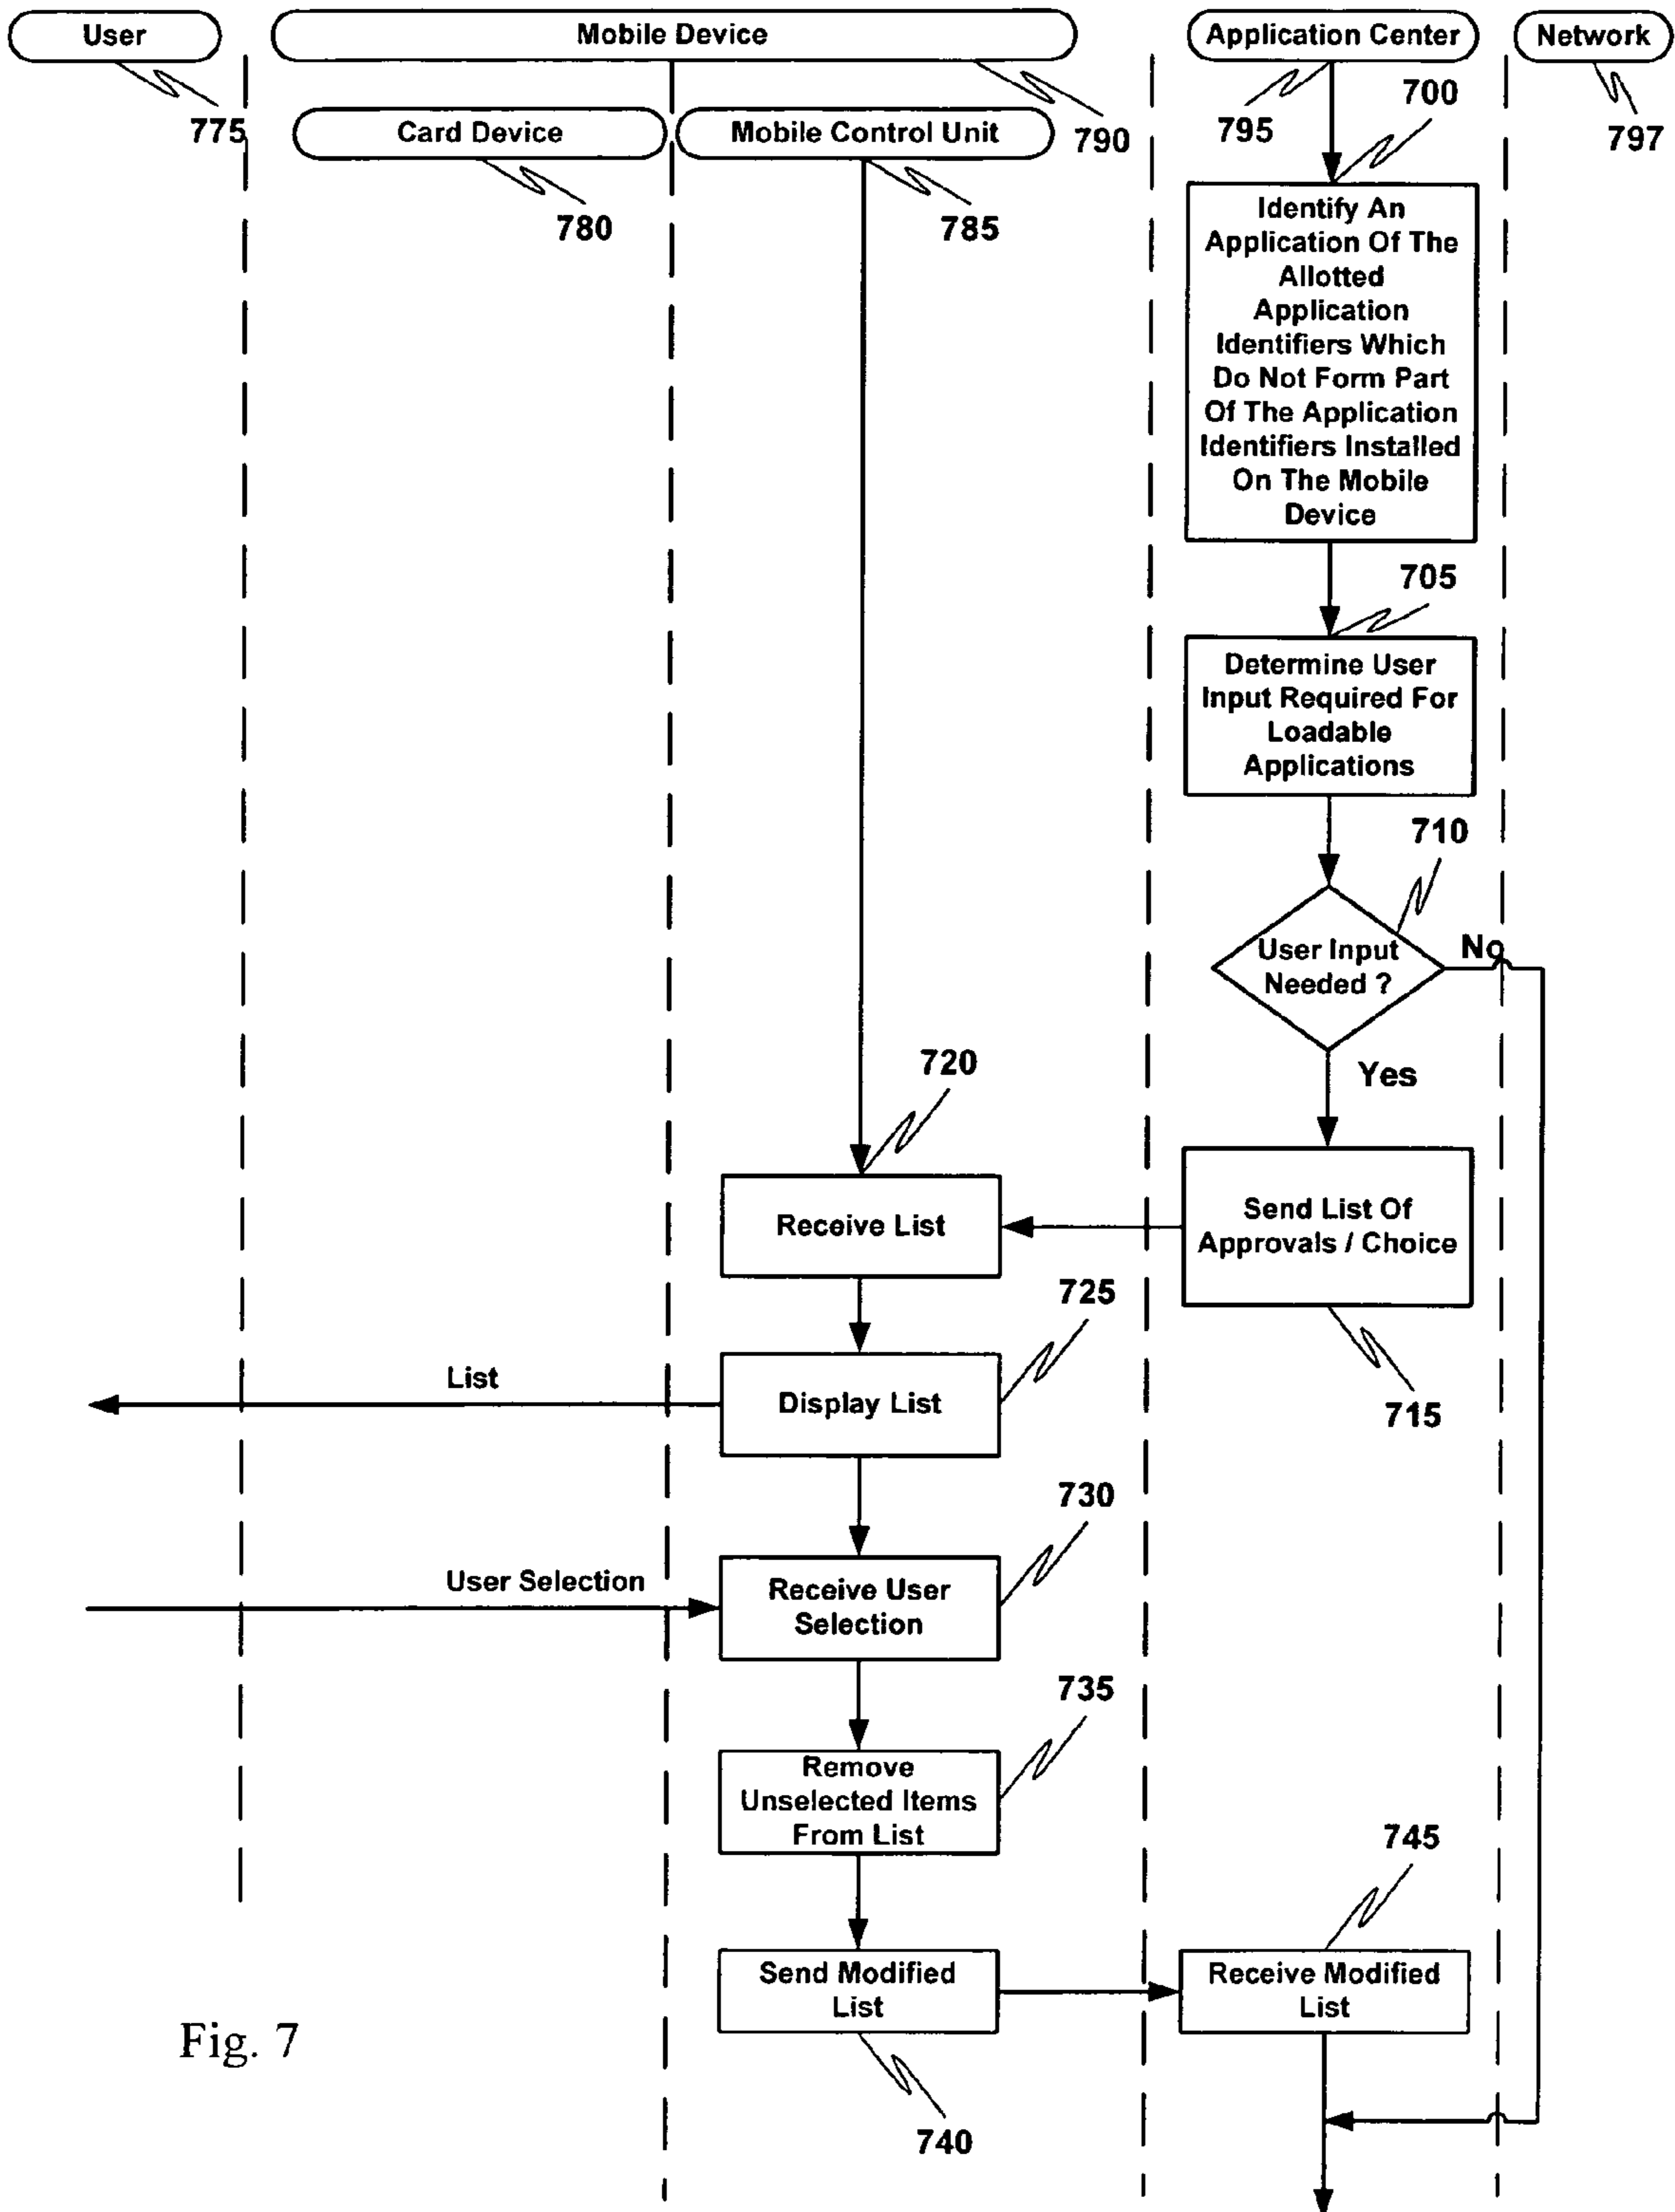 User
Mobile Device
Application Center
Network
775
Card Device
780
Mobile Control Unit
785
790
795
700
797
Identify An
Application Of The
Allotted
Application
Identifiers Which
Do Not Form Part
Of The Application
Identifiers Installed
On The Mobile
Device
705
Determine User
Input Required For
Loadable
Applications
710
User Input
Needed ?
No
Yes
720
Receive List
Send List Of
Approvals / Choice
715
725
List
Display List
730
User Selection
Receive User
Selection
735
Remove
Unselected Items
From List
745
Send Modified
List
Receive Modified
List
740
Fig. 7